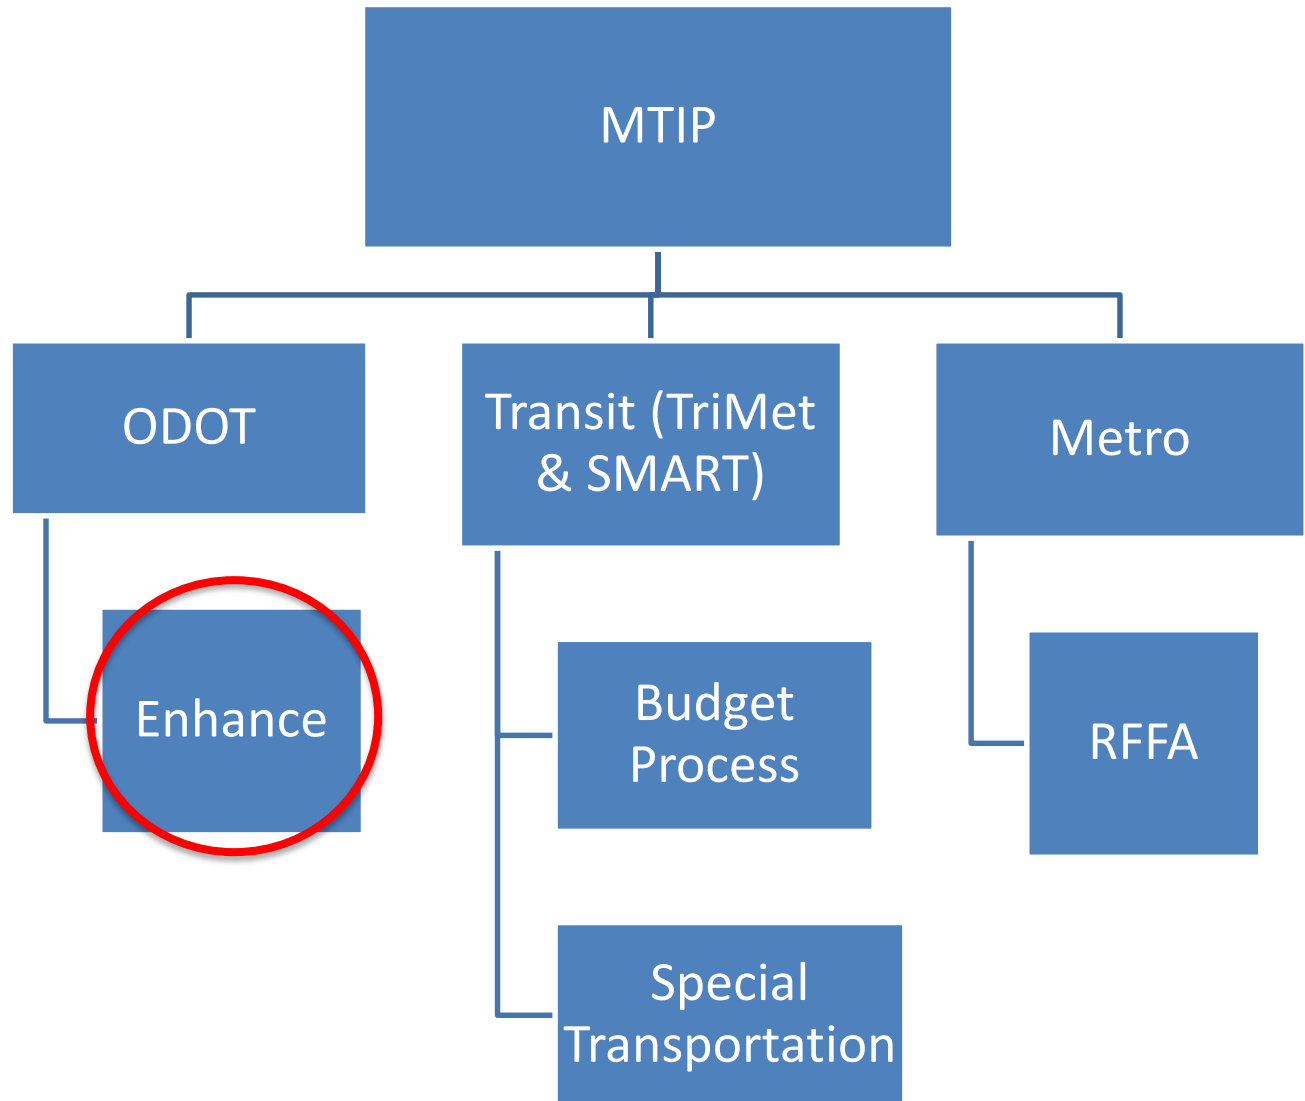 MTIP
ODOT
Transit (TriMet
& SMART)
Metro
Enhance
Budget
Process
RFFA
Special
Transportation